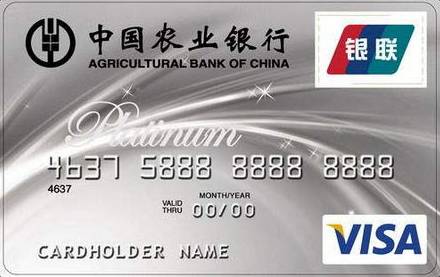 中国农业银行
AGRICULTURAL BANK OF CHINA
银联
Platinum
4637 5888 8888 8888
4637
MONTH/YEAR
VALID THRU 00/00
CARDHOLDER NAME
VISA